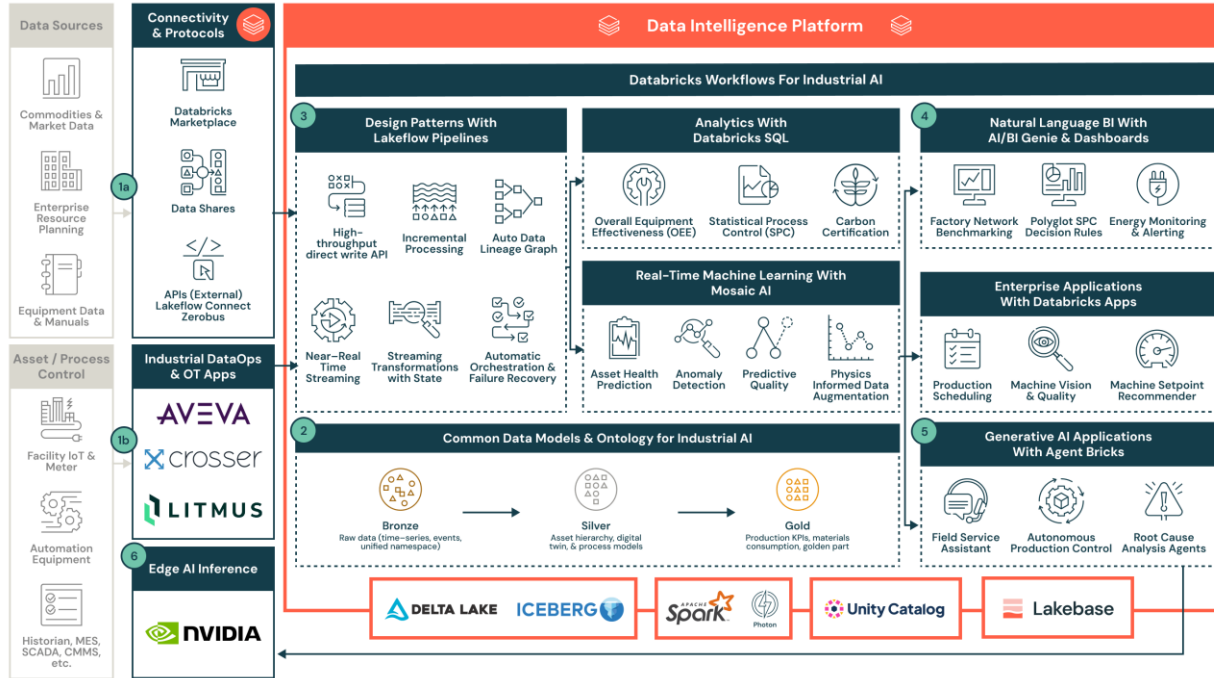 Data Sources
Commodities &
Market Data
Enterprise
Resource
Planning
Equipment Data
& Manuals
Asset / Process
Control
Facility IoT &
Meter
Automation
Equipment
Historian, MES,
SCADA, CMMS,
etc.
1a
Connectivity
& Protocols
Databricks
Marketplace
Data Shares
</>
APIs (External)
Lakeflow Connect
Zerobus
1b
Industrial DataOps
& OT Apps
AVEVA
crosser
LITMUS
6
Edge AI Inference
NVIDIA
Data Intelligence Platform
Databricks Workflows For Industrial AI
3
Design Patterns With
Lakeflow Pipelines
High-
throughput
direct write API
Incremental
Processing
Auto Data
Lineage Graph
Near-Real
Time
Streaming
Streaming
Transformations
with State
Automatic
Orchestration &
Failure Recovery
Analytics With
Databricks SQL
Overall Equipment
Effectiveness (OEE)
Statistical Process
Control (SPC)
Carbon
Certification
Real-Time Machine Learning With
Mosaic AI
Asset Health
Prediction
Anomaly
Detection
Predictive
Quality
Physics
Informed Data
Augmentation
4
Natural Language BI With
AI/BI Genie & Dashboards
Factory Network
Benchmarking
Polyglot SPC
Decision Rules
Energy Monitoring
& Alerting
Enterprise Applications
With Databricks Apps
Production
Scheduling
Machine Vision
& Quality
Machine Setpoint
Recommender
5
Generative AI Applications
With Agent Bricks
Field Service
Assistant
Autonomous
Production Control
Root Cause
Analysis Agents
2
Common Data Models & Ontology for Industrial AI
Bronze
Raw data (time-series, events,
unified namespace)
Silver
Asset hierarchy, digital
twin, & process models
Gold
Production KPIs, materials
consumption, golden part
DELTA LAKE
ICEBERG
APACHE
Spark
Photon
Unity Catalog
Lakebase